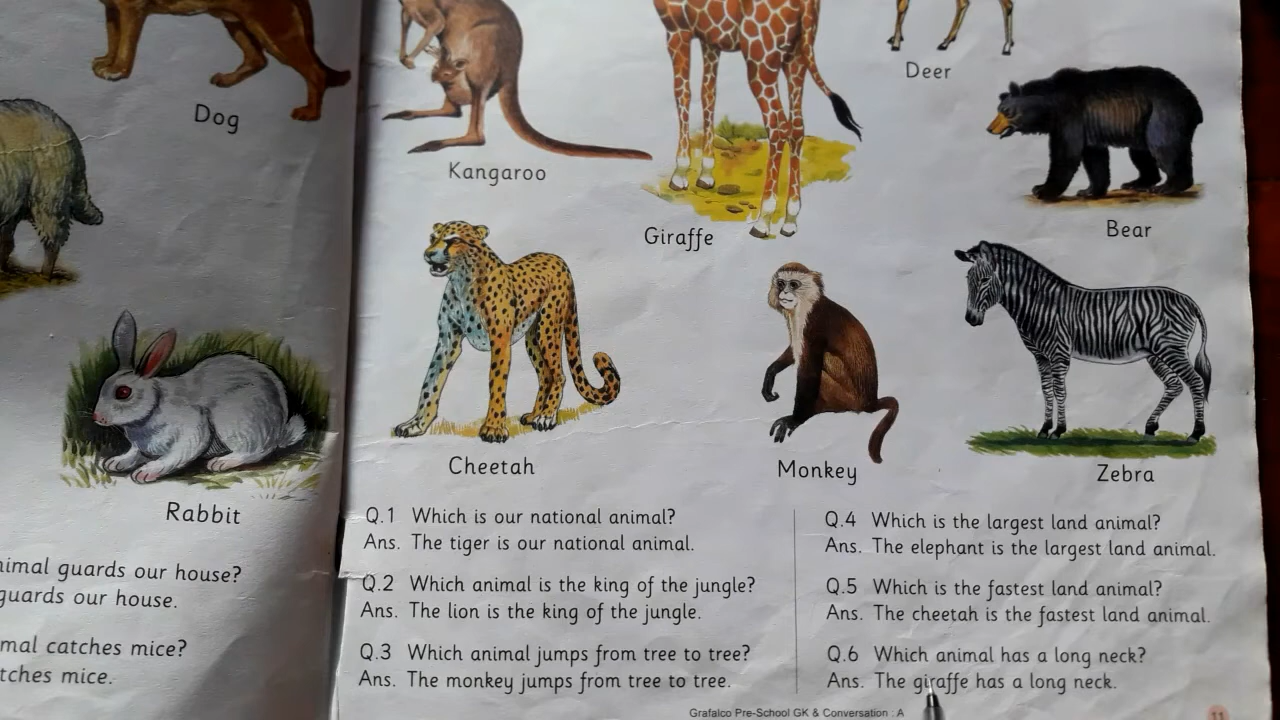 Dog
Rabbit
nimal guards our house?
guards our house.
mal catches mice?
tches mice.
Kangaroo
Giraffe
Deer
Bear
Cheetah
Monkey
Zebra
Q.1 Which is our national animal?
Ans. The tiger is our national animal.
Q.2 Which animal is the king of the jungle?
Ans. The lion is the king of the jungle.
Q.3 Which animal jumps from tree to tree?
Ans. The monkey jumps from tree to tree.
Q.4 Which is the largest land animal?
Ans. The elephant is the largest land animal.
Q.5 Which is the fastest land animal?
Ans. The cheetah is the fastest land animal.
Q.6 Which animal has a long neck?
Ans. The giraffe has a long neck.
Grafalco Pre-School GK & Conversation : A
11